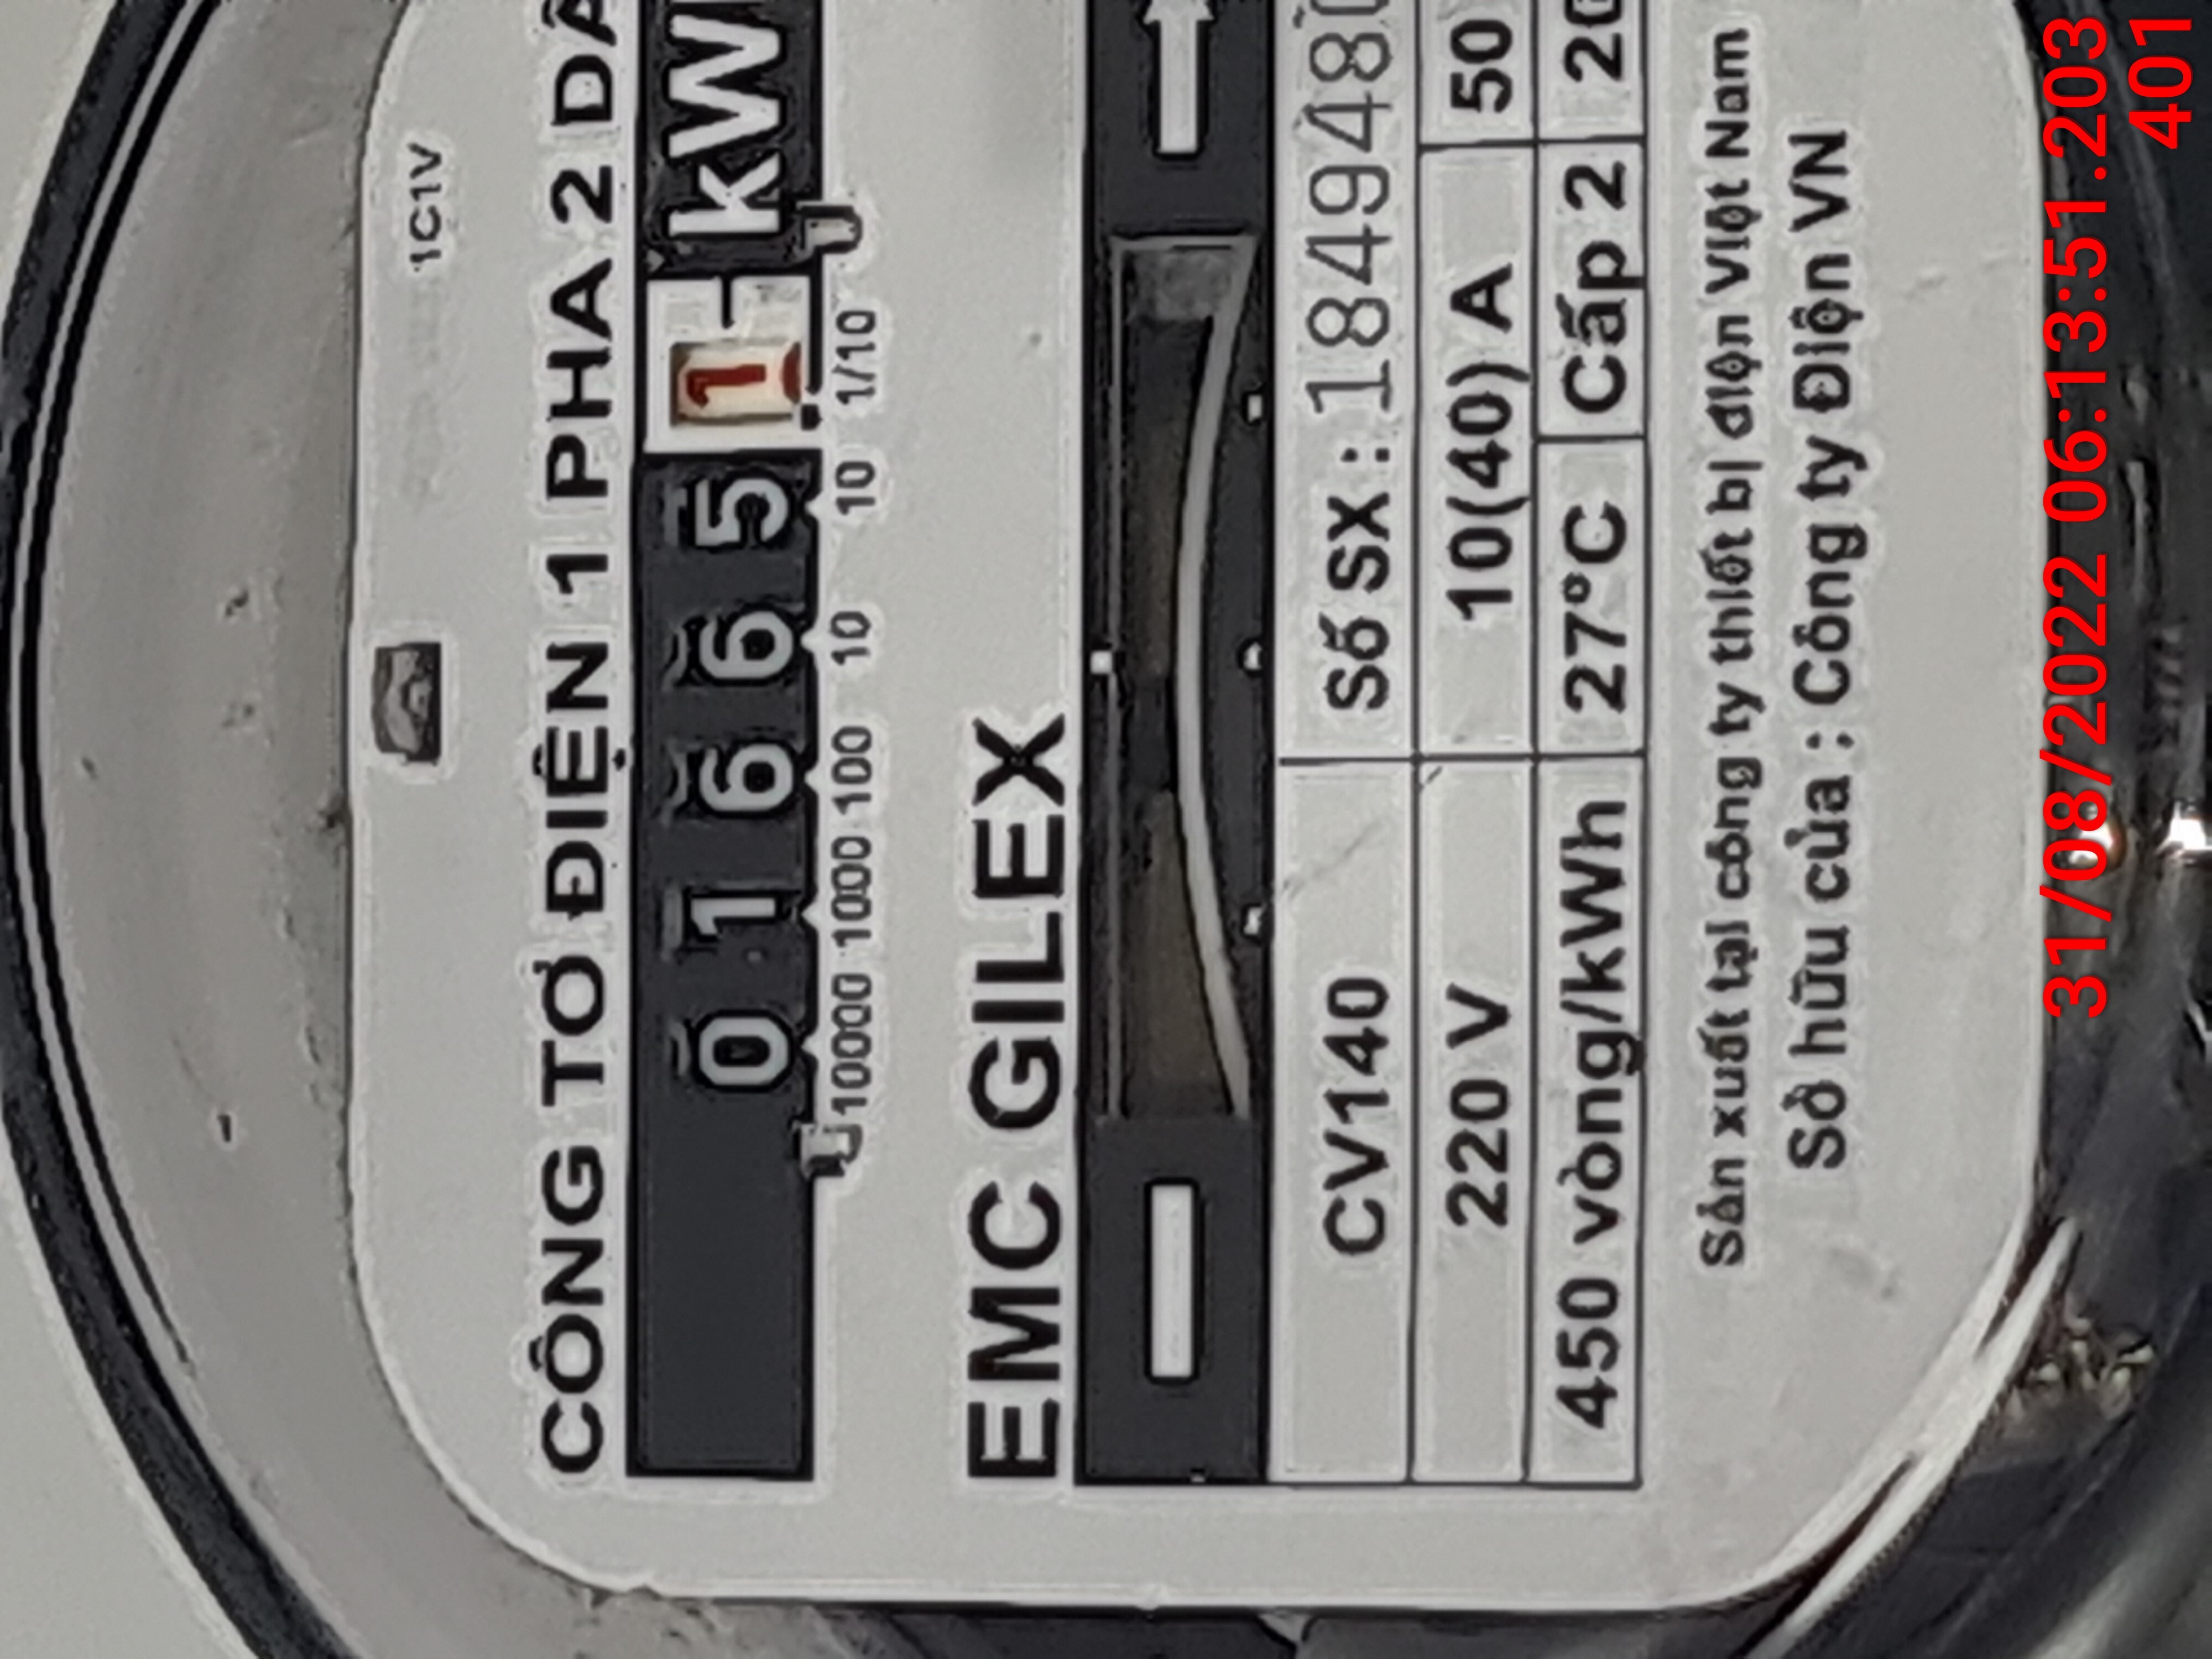 1C1V
CÔNG TƠ ĐIỆN 1 PHA 2
0 1 6 6 5 1 kW
10000 1000 100 10 10 1/10
EMC GILEX
CV140 Số SX: 1849480
220 V 10(40) A 50
450 vòng/kWh 27°C Cấp 2
Sản xuất tại công ty thiết bị điện Việt Nam
Sở hữu của : Công ty Điện VN
31/08/2022 06:13:51.203
401